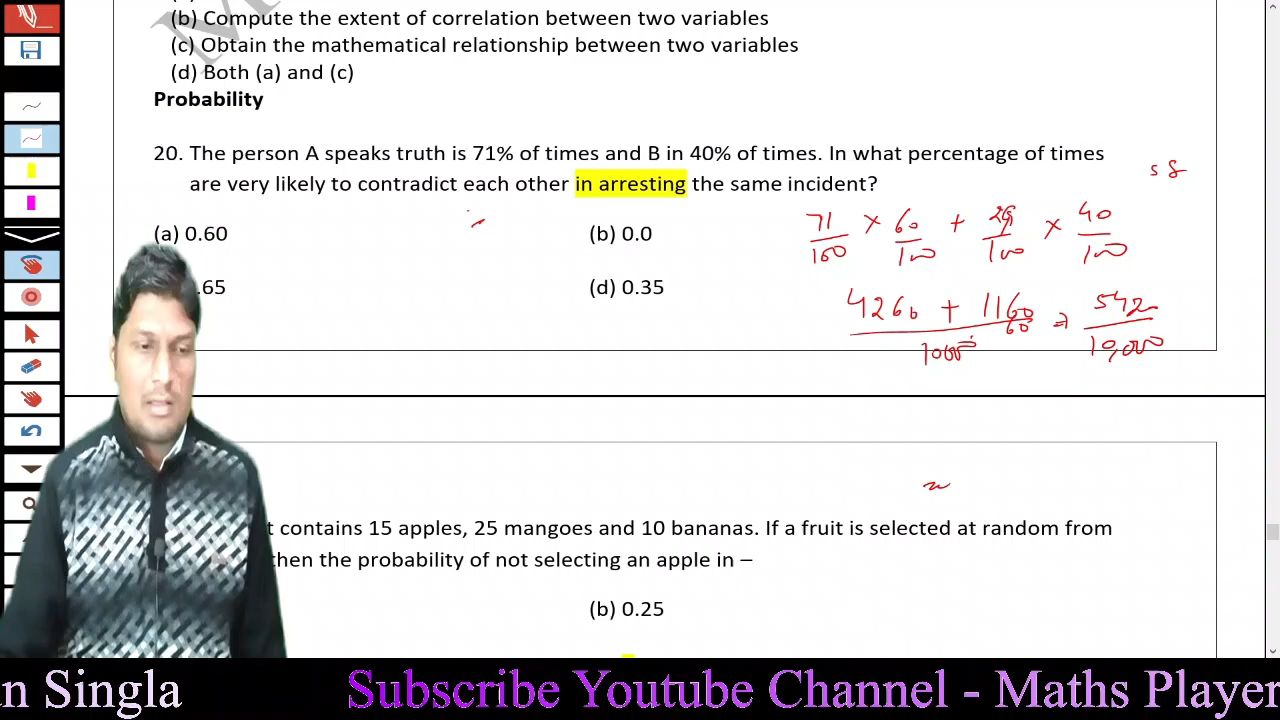 (b) Compute the extent of correlation between two variables
(c) Obtain the mathematical relationship between two variables
(d) Both (a) and (c)
Probability
20. The person A speaks truth is 71% of times and B in 40% of times. In what percentage of times
are very likely to contradict each other in arresting the same incident?
58
(a) 0.60
(b) 0.0
71/100 × 60/100 + 29/100 × 40/100
.65
(d) 0.35
4260 + 1160
60
10000
⇒ 542/10,000
t contains 15 apples, 25 mangoes and 10 bananas. If a fruit is selected at random from
then the probability of not selecting an apple in –
(b) 0.25
n Singla
Subscribe Youtube Channel - Maths Player